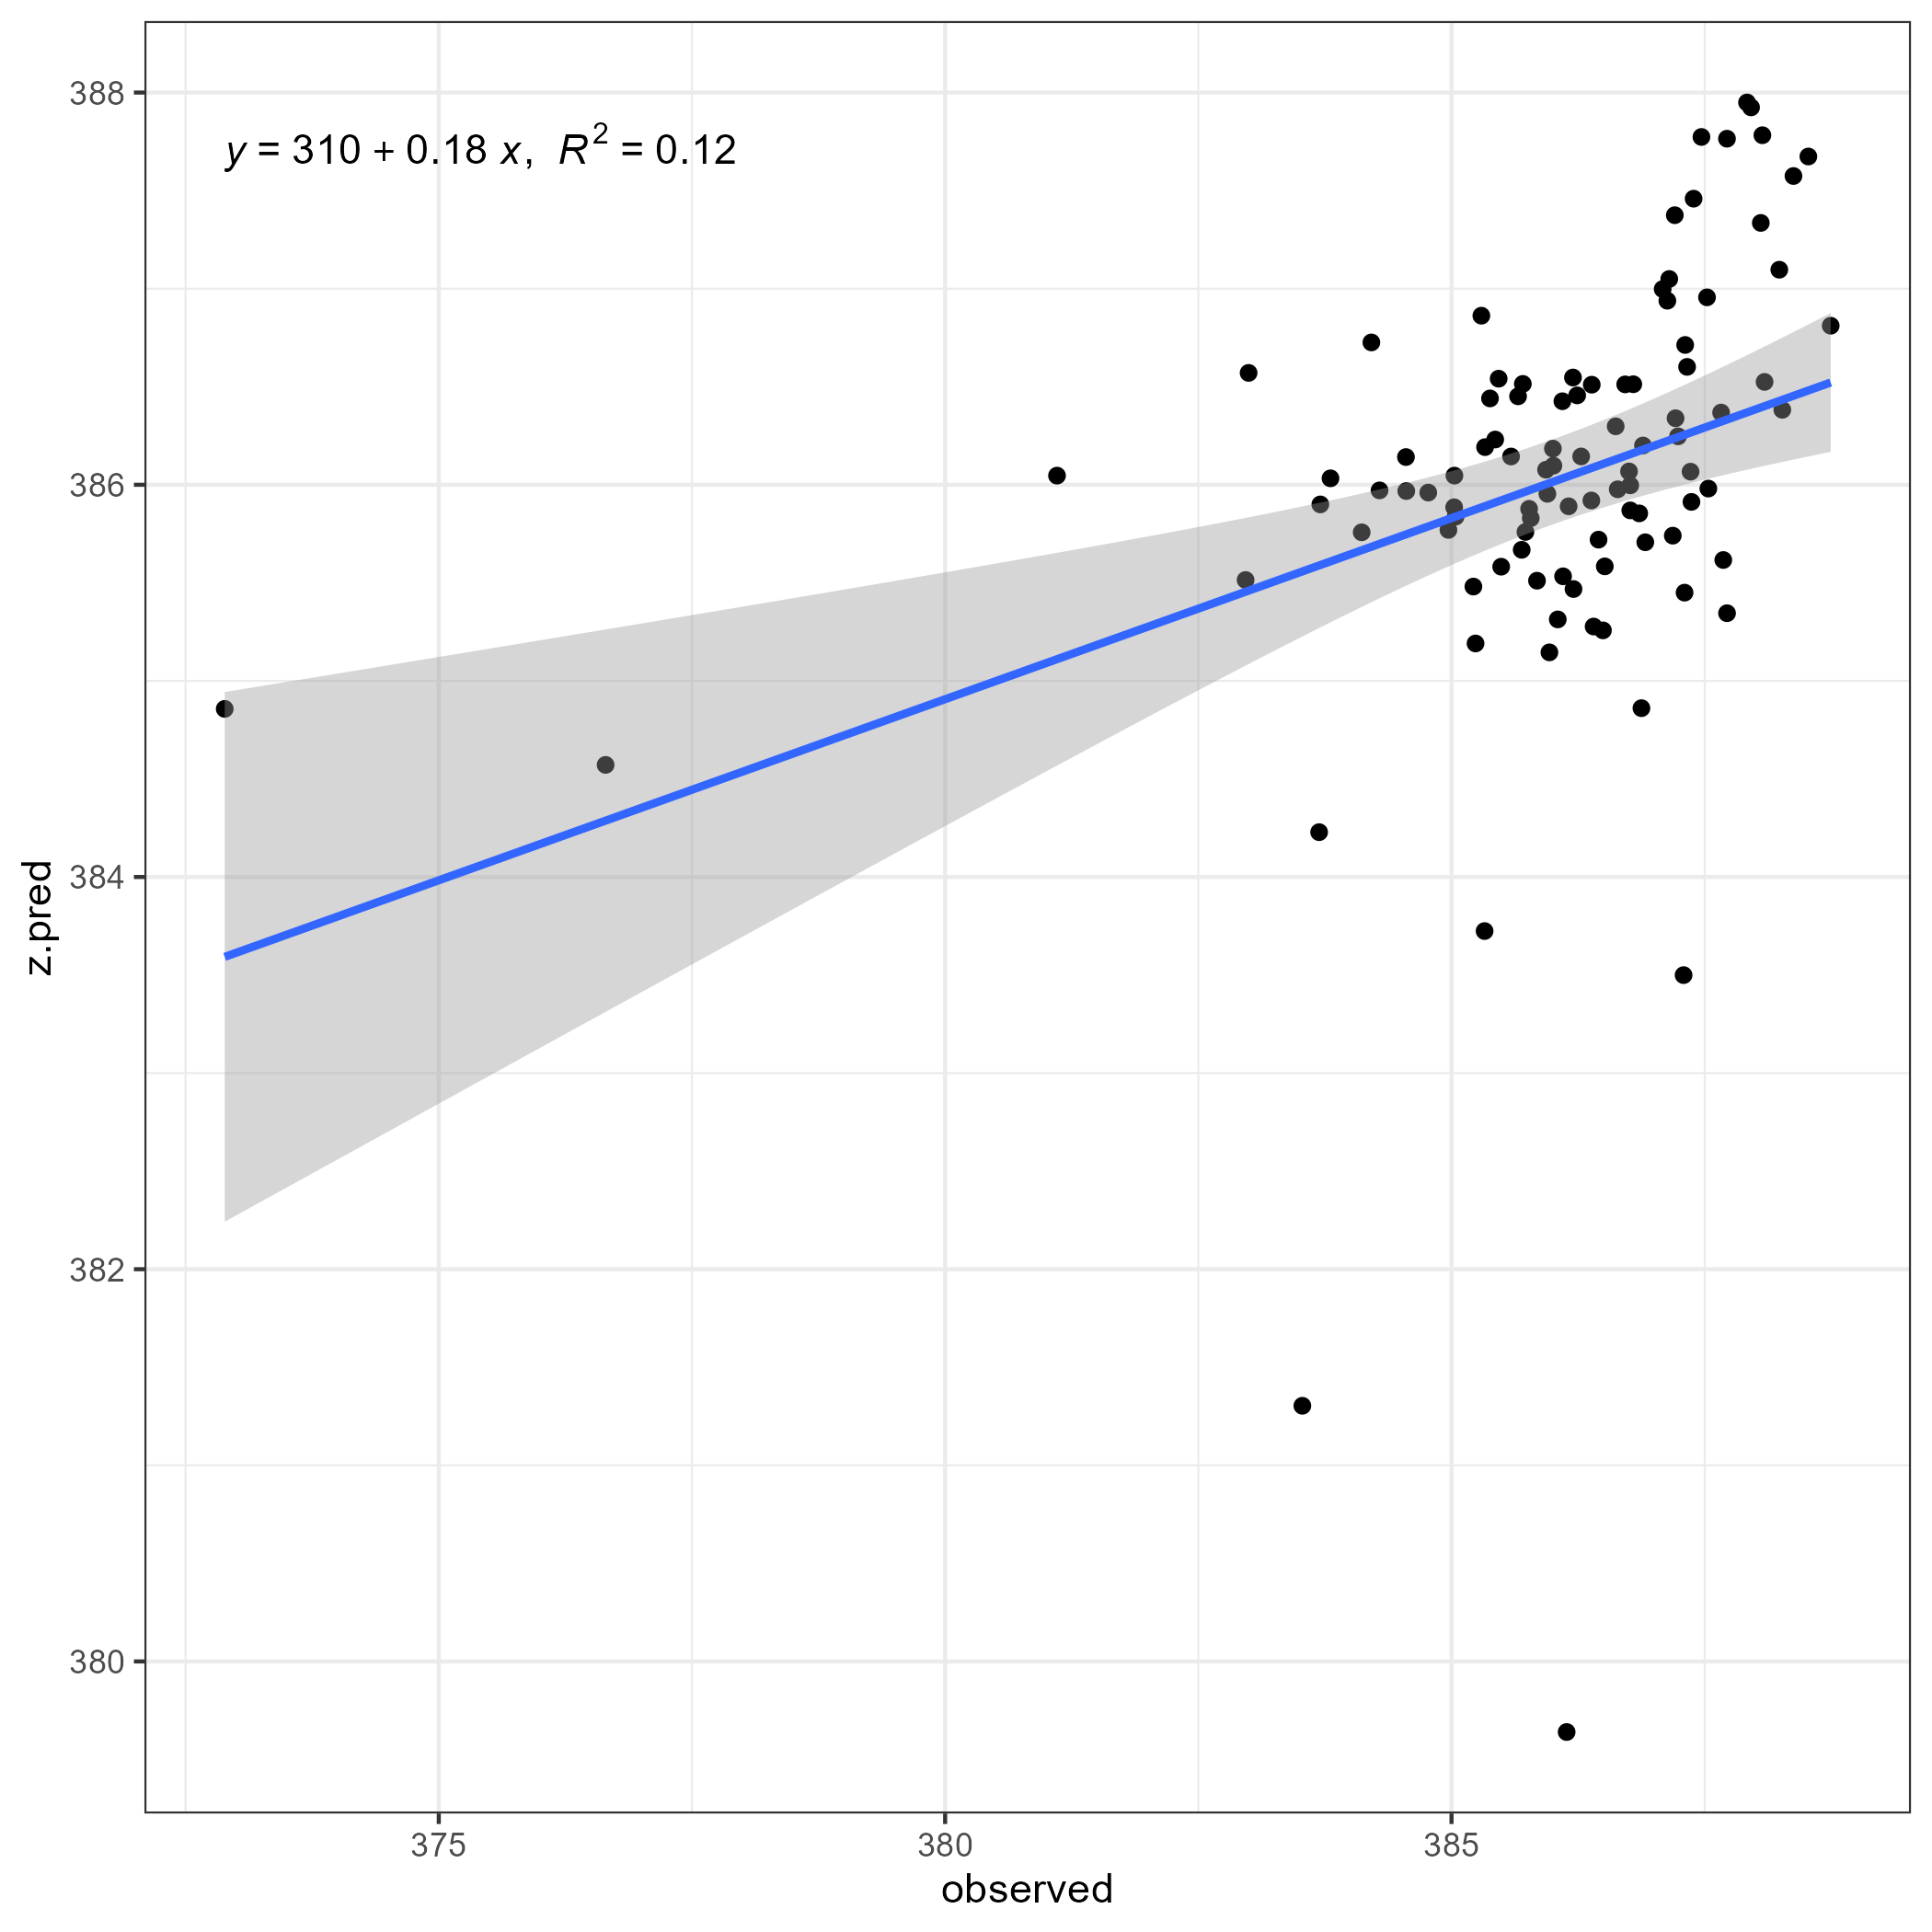 y = 310 + 0.18 x, R² = 0.12
388
386
384
382
380
z.pred
375 380 385
observed